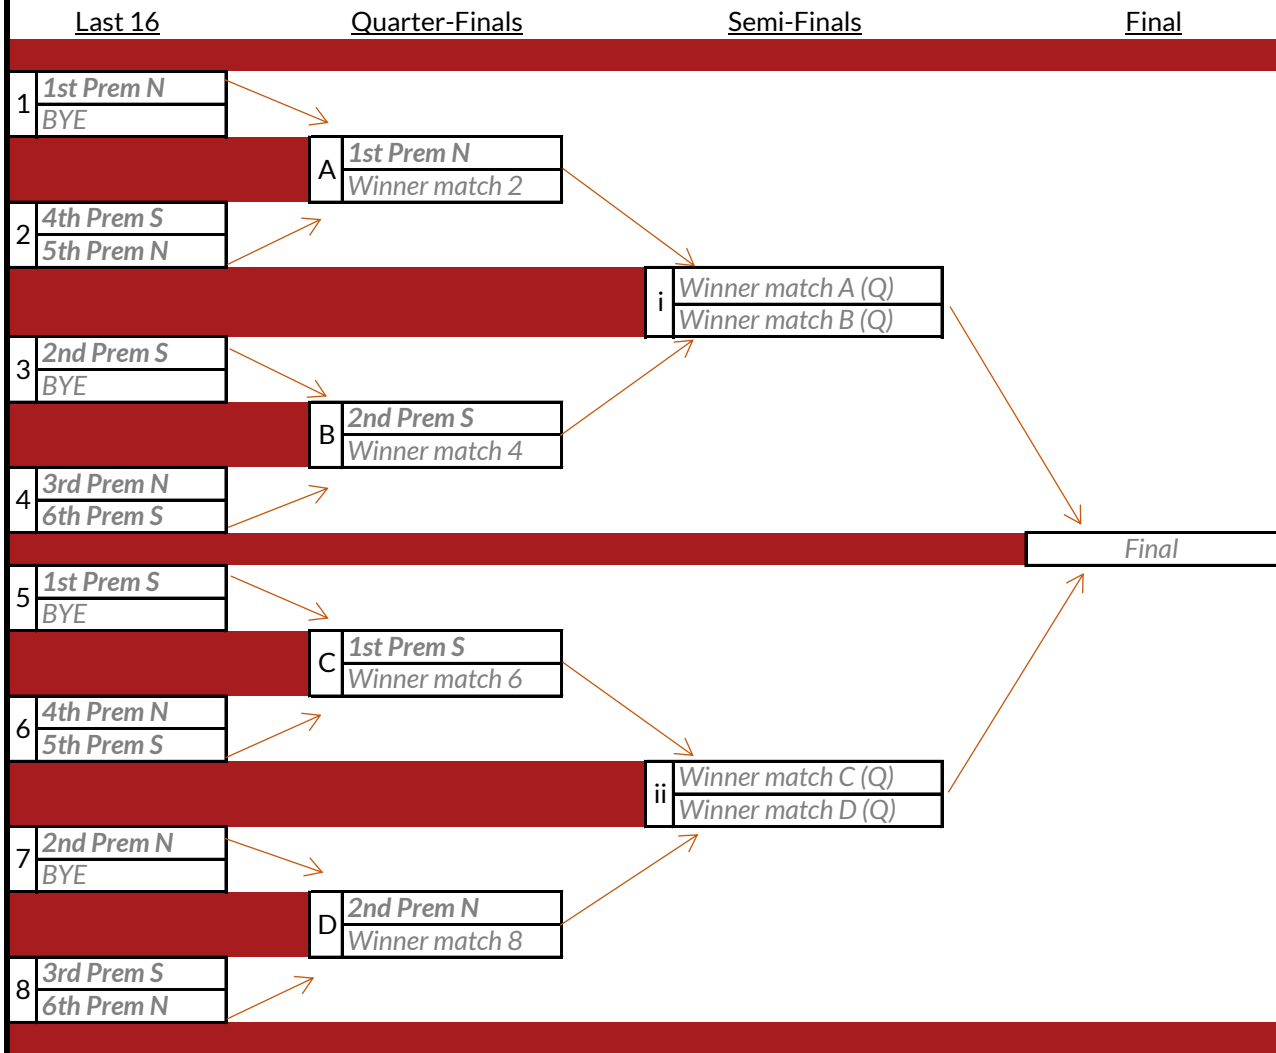 Last 16
Quarter-Finals
Semi-Finals
Final
1
1st Prem N
BYE
A
1st Prem N
Winner match 2
2
4th Prem S
5th Prem N
i
Winner match A (Q)
Winner match B (Q)
3
2nd Prem S
BYE
B
2nd Prem S
Winner match 4
4
3rd Prem N
6th Prem S
Final
5
1st Prem S
BYE
C
1st Prem S
Winner match 6
6
4th Prem N
5th Prem S
ii
Winner match C (Q)
Winner match D (Q)
7
2nd Prem N
BYE
D
2nd Prem N
Winner match 8
8
3rd Prem S
6th Prem N